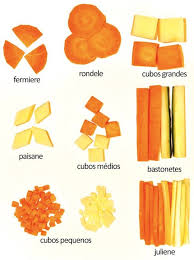 fermiere
rondele
cubos grandes
paisane
cubos médios
bastonetes
cubos pequenos
juliene